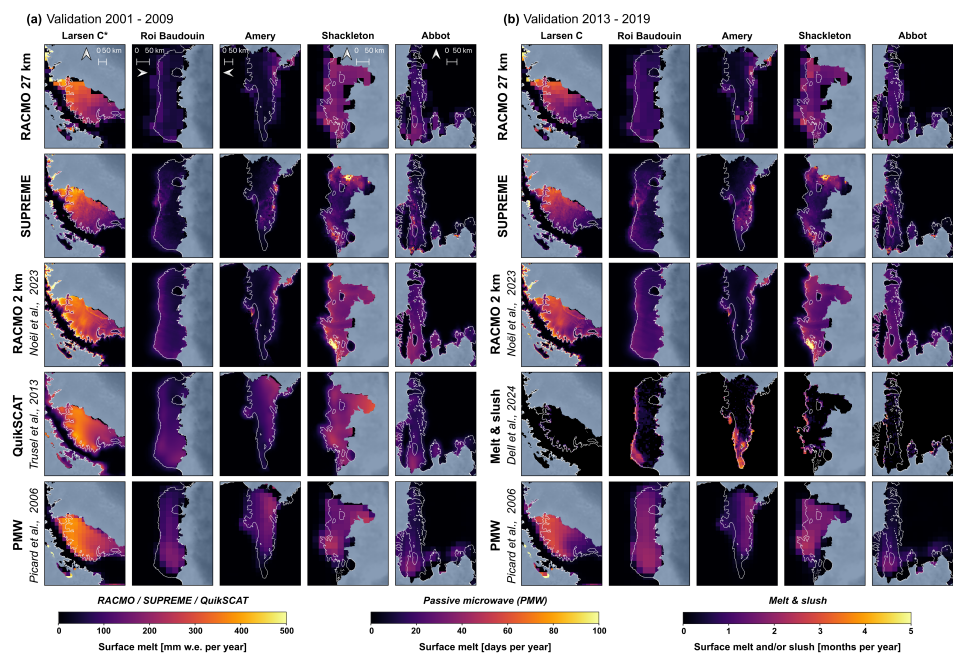 (a) Validation 2001 - 2009
(b) Validation 2013 - 2019
Larsen C* Roi Baudouin Amery Shackleton Abbot
Larsen C Roi Baudouin Amery Shackleton Abbot
0 50 km
0 50 km
0 50 km
0 50 km
0 50 km
RACMO 27 km
RACMO 27 km
SUPREME
SUPREME
RACMO 2 km
Noël et al., 2023
RACMO 2 km
Noël et al., 2023
QuikSCAT
Trusel et al., 2013
Melt & slush
Dell et al., 2024
PMW
Picard et al., 2006
PMW
Picard et al., 2006
RACMO / SUPREME / QuikSCAT
0 100 200 300 400 500
Surface melt [mm w.e. per year]
Passive microwave (PMW)
0 20 40 60 80 100
Surface melt [days per year]
Melt & slush
0 1 2 3 4 5
Surface melt and/or slush [months per year]